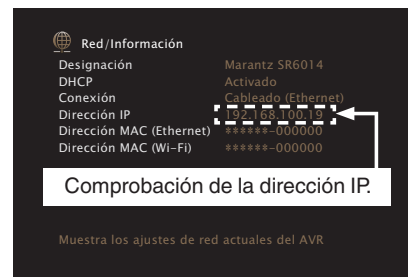 Red/Información
Designación Marantz SR6014
DHCP Activado
Conexión Cableado (Ethernet)
Dirección IP 192.168.100.19
Dirección MAC (Ethernet) ******-000000
Dirección MAC (Wi-Fi) ******-000000
Comprobación de la dirección IP.
Muestra los ajustes de red actuales del AVR